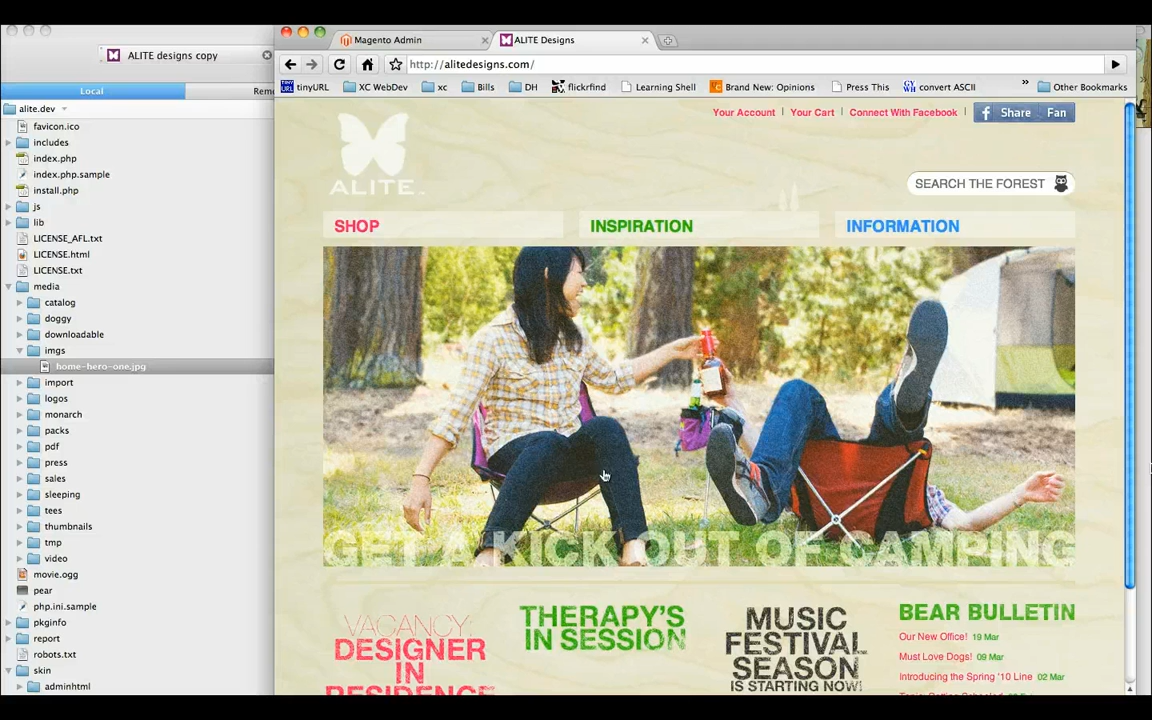 ALITE designs copy
Local
alite.dev
favicon.ico
includes
index.php
index.php.sample
install.php
js
lib
LICENSE_AFL.txt
LICENSE.html
LICENSE.txt
media
catalog
doggy
downloadable
imgs
home-hero-one.jpg
import
logos
monarch
packs
pdf
press
sales
sleeping
tees
thumbnails
tmp
video
movie.ogg
pear
php.ini.sample
pkginfo
report
robots.txt
skin
adminhtml
Magento Admin
ALITE Designs
http://alitedesigns.com/
tinyURL XC WebDev xc Bills DH flickrfind Learning Shell Brand New: Opinions Press This convert ASCII » Other Bookmarks
Your Account | Your Cart | Connect With Facebook | f Share Fan
ALITE
SEARCH THE FOREST
SHOP INSPIRATION INFORMATION
GET A KICK OUT OF CAMPING
VACANCY
DESIGNER
IN
RESIDENCE
THERAPY'S
IN SESSION
MUSIC
FESTIVAL
SEASON
IS STARTING NOW!
BEAR BULLETIN
Our New Office! 19 Mar
Must Love Dogs! 09 Mar
Introducing the Spring '10 Line 02 Mar